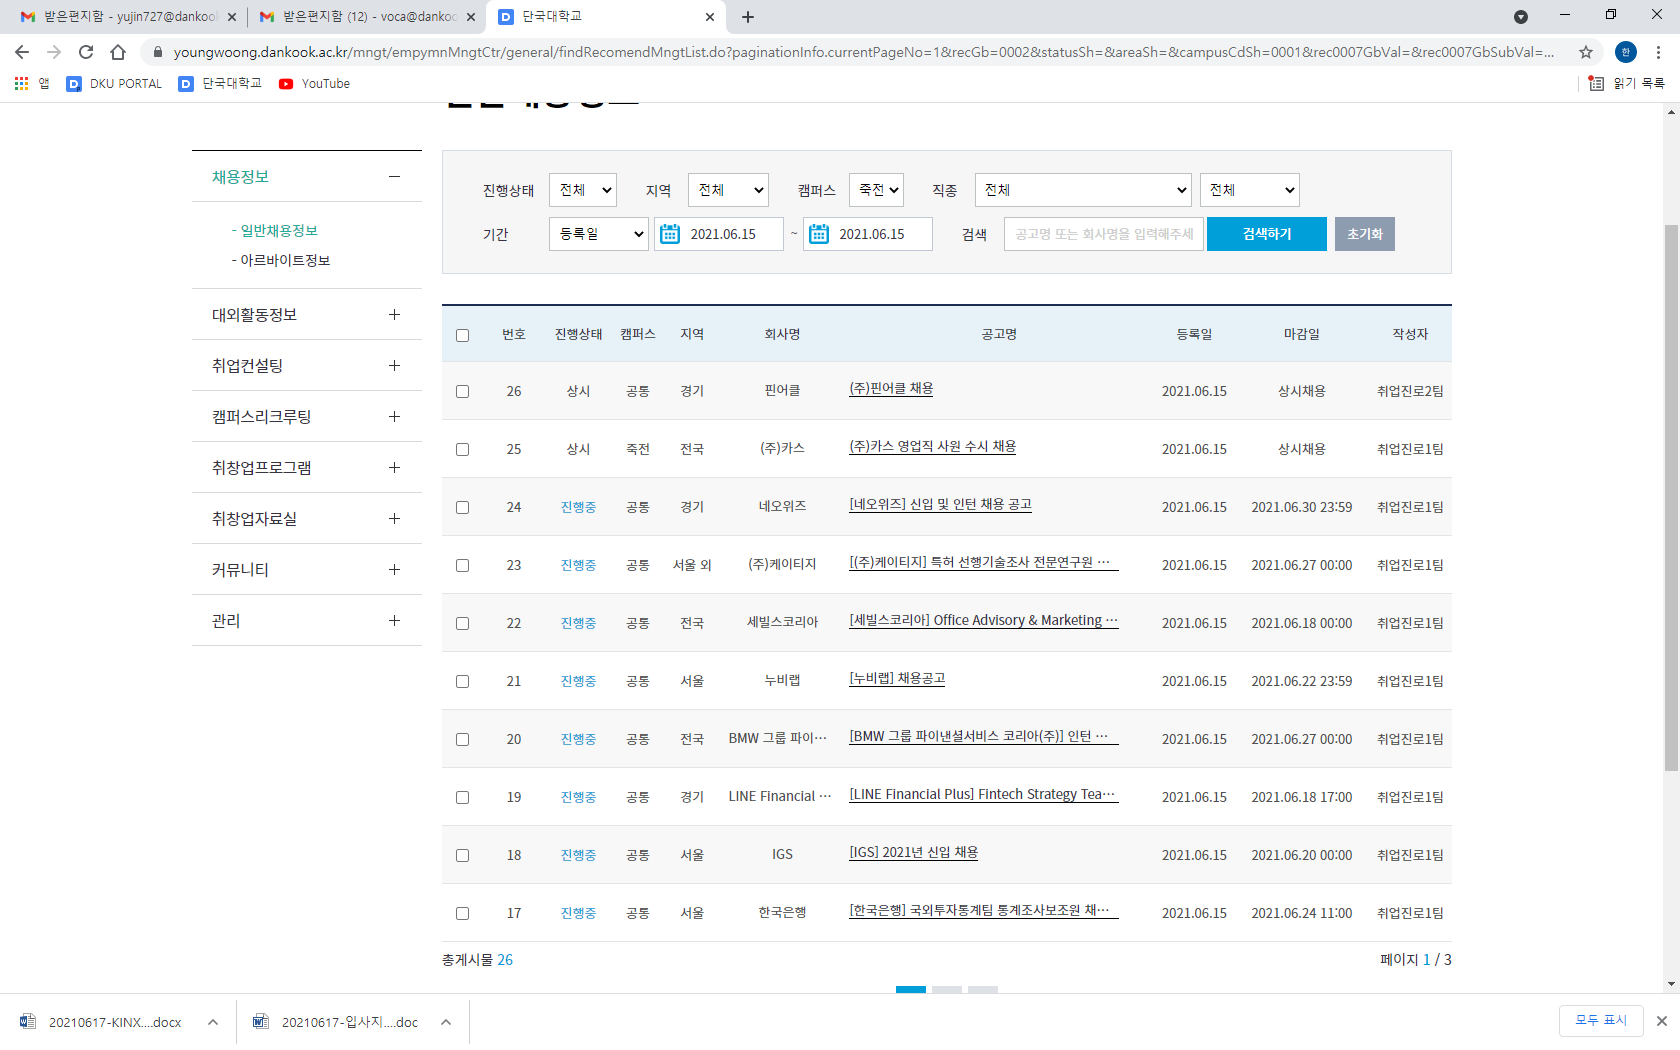 받은편지함 - yujin727@dankook
받은편지함 (12) - voca@dankoo
단국대학교
youngwoong.dankook.ac.kr/mngt/empymnMngtCtr/general/findRecomendMngtList.do?paginationInfo.currentPageNo=1&recGb=0002&statusSh=&areaSh=&campusCdSh=0001&rec0007GbVal=&rec0007GbSubVal=...
한
앱 DKU PORTAL 단국대학교 YouTube 읽기 목록
채용정보
- 일반채용정보
- 아르바이트정보
대외활동정보
취업컨설팅
캠퍼스리크루팅
취창업프로그램
취창업자료실
커뮤니티
관리
진행상태 전체 지역 전체 캠퍼스 죽전 직종 전체 전체
기간 등록일 2021.06.15 ~ 2021.06.15 검색 공고명 또는 회사명을 입력해주세 검색하기 초기화
번호 진행상태 캠퍼스 지역 회사명 공고명 등록일 마감일 작성자
26 상시 공통 경기 핀어클 (주)핀어클 채용 2021.06.15 상시채용 취업진로2팀
25 상시 죽전 전국 (주)카스 (주)카스 영업직 사원 수시 채용 2021.06.15 상시채용 취업진로1팀
24 진행중 공통 경기 네오위즈 [네오위즈] 신입 및 인턴 채용 공고 2021.06.15 2021.06.30 23:59 취업진로1팀
23 진행중 공통 서울 외 (주)케이티지 [(주)케이티지] 특허 선행기술조사 전문연구원 ... 2021.06.15 2021.06.27 00:00 취업진로1팀
22 진행중 공통 전국 세빌스코리아 [세빌스코리아] Office Advisory & Marketing ... 2021.06.15 2021.06.18 00:00 취업진로1팀
21 진행중 공통 서울 누비랩 [누비랩] 채용공고 2021.06.15 2021.06.22 23:59 취업진로1팀
20 진행중 공통 전국 BMW 그룹 파이... [BMW 그룹 파이낸셜서비스 코리아(주)] 인턴 ... 2021.06.15 2021.06.27 00:00 취업진로1팀
19 진행중 공통 경기 LINE Financial ... [LINE Financial Plus] Fintech Strategy Tea... 2021.06.15 2021.06.18 17:00 취업진로1팀
18 진행중 공통 서울 IGS [IGS] 2021년 신입 채용 2021.06.15 2021.06.20 00:00 취업진로1팀
17 진행중 공통 서울 한국은행 [한국은행] 국외투자통계팀 통계조사보조원 채... 2021.06.15 2021.06.24 11:00 취업진로1팀
총게시물 26 페이지 1 / 3
20210617-KINX....docx 20210617-입사지....doc 모두 표시